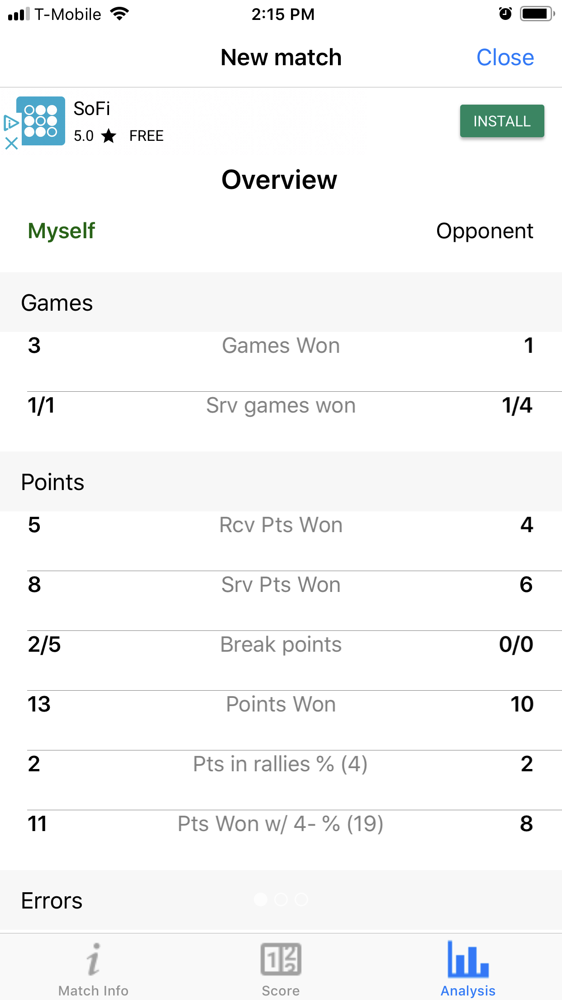 T-Mobile 2:15 PM
New match Close
SoFi
5.0 ★ FREE
INSTALL
Overview
Myself Opponent
Games
3 Games Won 1
1/1 Srv games won 1/4
Points
5 Rcv Pts Won 4
8 Srv Pts Won 6
2/5 Break points 0/0
13 Points Won 10
2 Pts in rallies % (4) 2
11 Pts Won w/ 4- % (19) 8
Errors
Match Info Score Analysis